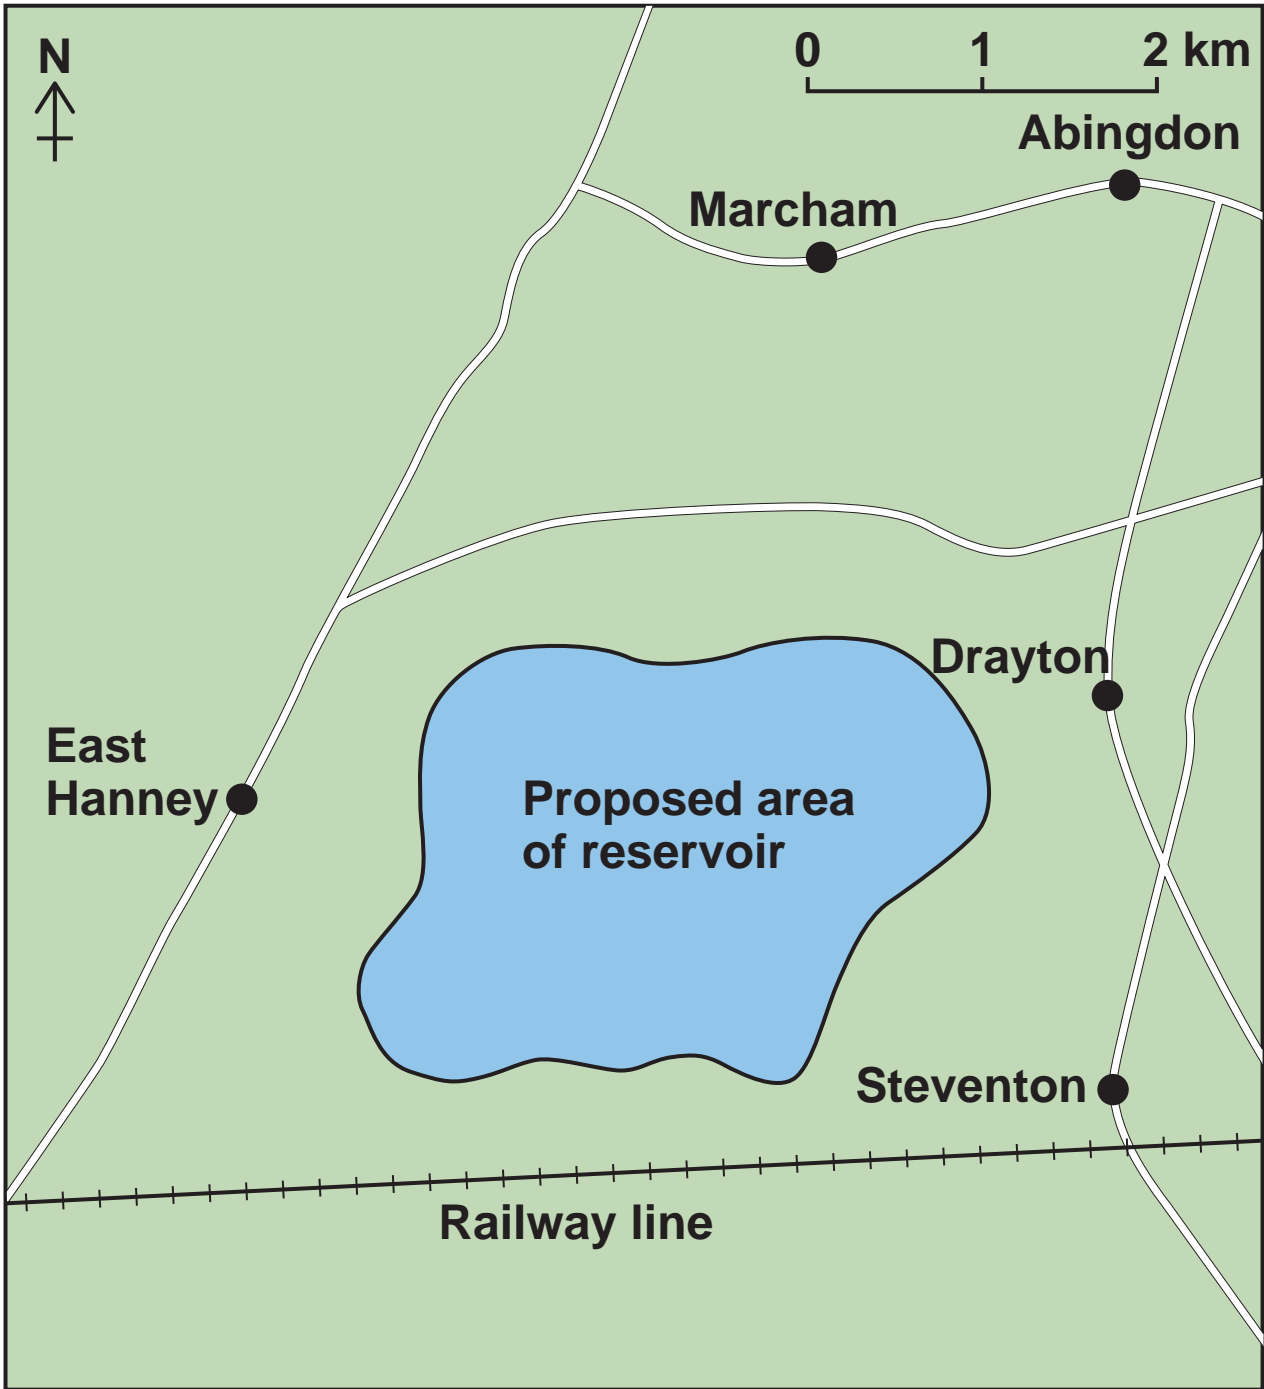 N
0 1 2 km
Abingdon
Marcham
Drayton
East
Hanney
Proposed area
of reservoir
Steventon
Railway line